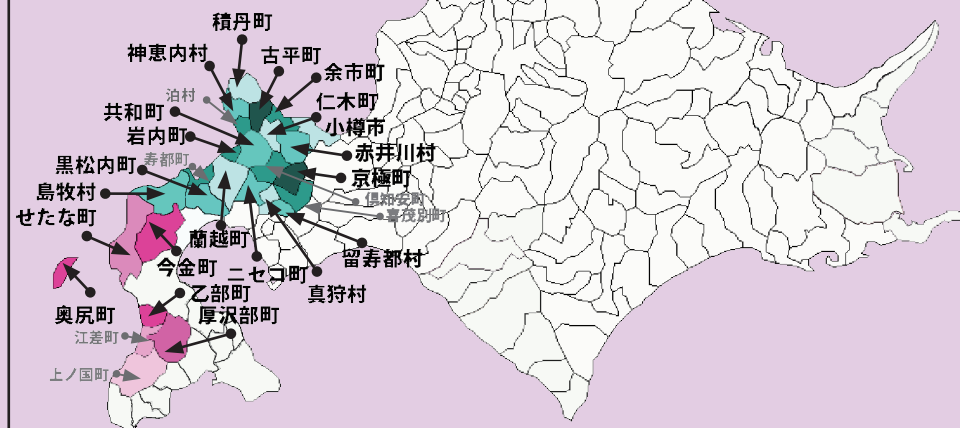 積丹町
神恵内村
古平町
余市町
泊村
仁木町
共和町
小樽市
岩内町
赤井川村
黒松内町
寿都町
京極町
島牧村
倶知安町
喜茂別町
せたな町
蘭越町
留寿都村
今金町
ニセコ町
真狩村
乙部町
奥尻町
厚沢部町
江差町
上ノ国町